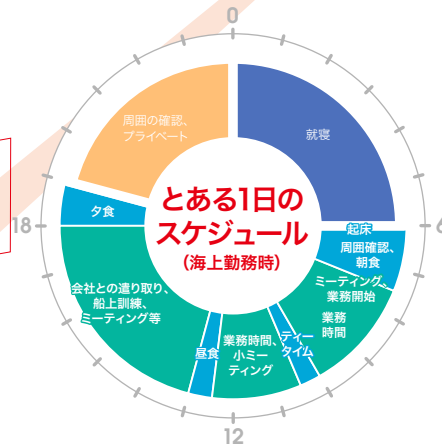 0
周囲の確認、
プライベート
就寝
とある1日の
スケジュール
(海上勤務時)
夕食
18
6
起床
周囲確認、
朝食
ミーティング、
業務開始
業務
時間
会社との遣り取り、
船上訓練、
ミーティング等
ティー
タイム
業務時間、
小ミー
ティング
昼食
12